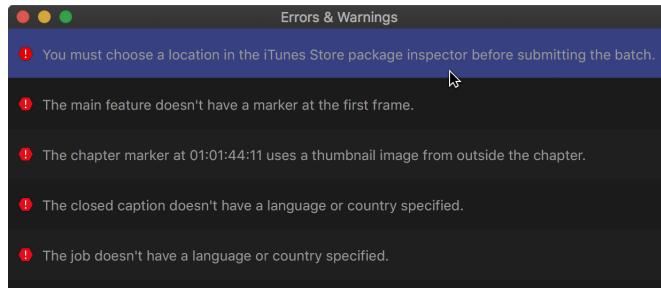 Errors & Warnings
You must choose a location in the iTunes Store package inspector before submitting the batch.
The main feature doesn't have a marker at the first frame.
The chapter marker at 01:01:44:11 uses a thumbnail image from outside the chapter.
The closed caption doesn't have a language or country specified.
The job doesn't have a language or country specified.